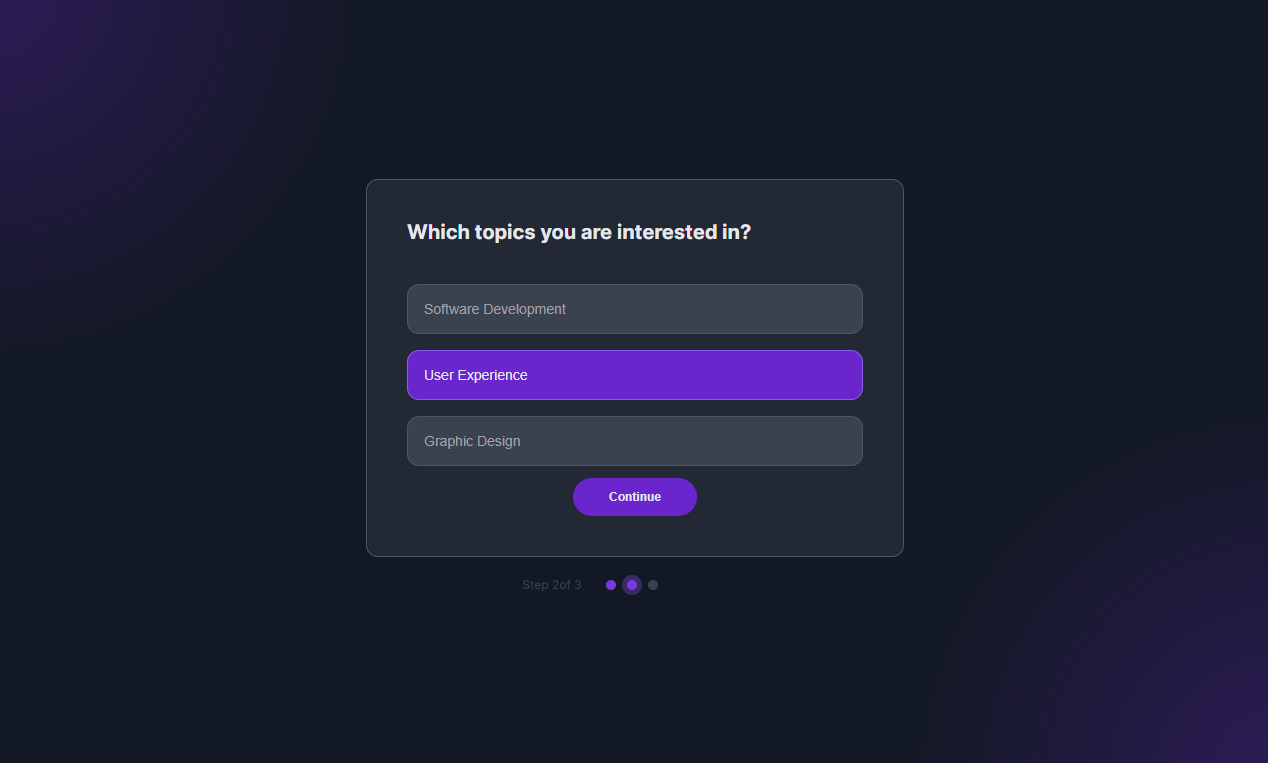 Which topics you are interested in?
Software Development
User Experience
Graphic Design
Continue
Step 2of 3